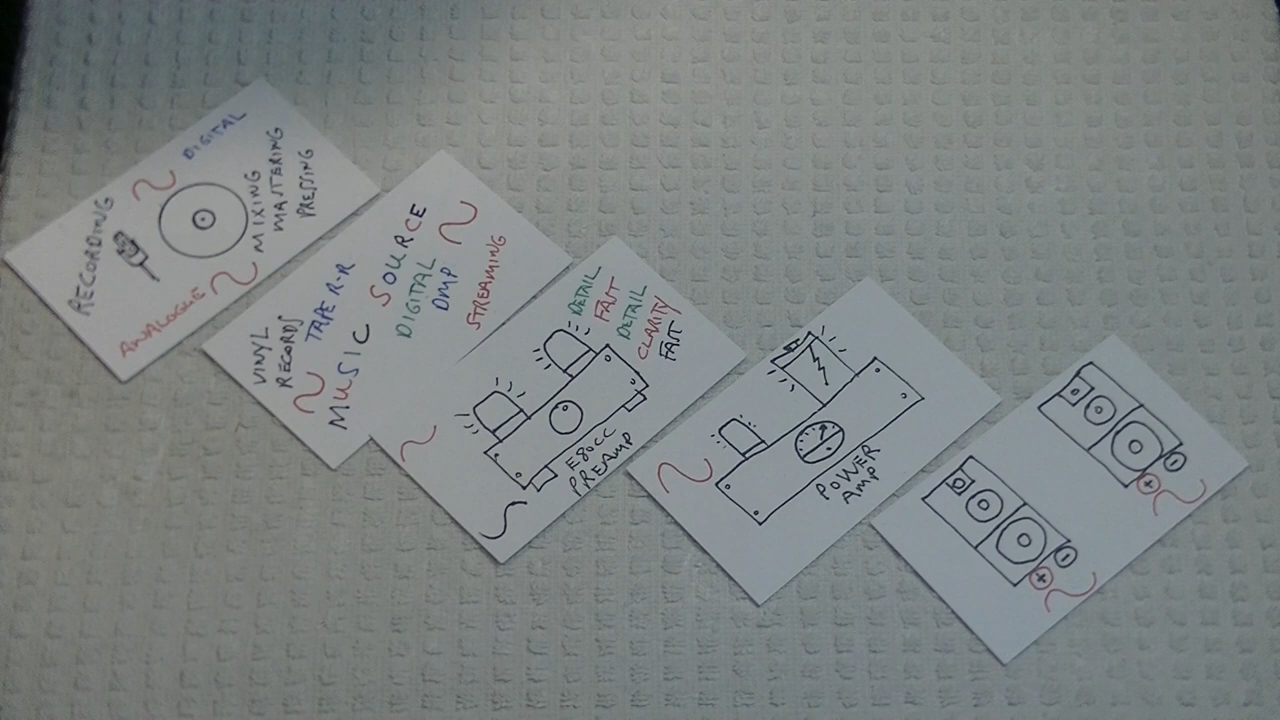 RECORDING
DIGITAL
ANALOGUE
MIXING
MASTERING
PRESSING
VINYL
RECORDS
TAPE R-R
MUSIC SOURCE
DIGITAL
DMP
STREAMING
DETAIL
FAST
DETAIL
CLARITY
FAST
E80CC
PREAMP
POWER
AMP
- +
- +